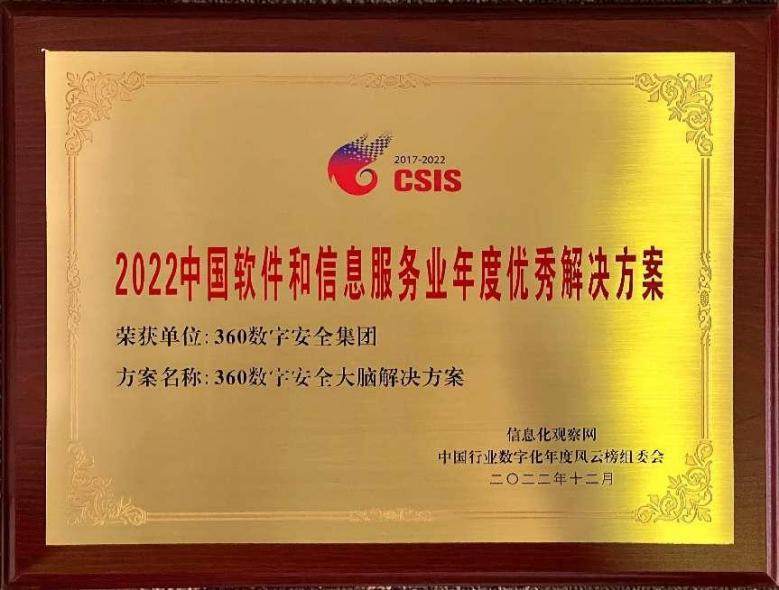 2017-2022
CSIS
2022中国软件和信息服务业年度优秀解决方案
荣获单位:360数字安全集团
方案名称:360数字安全大脑解决方案
信息化观察网
中国行业数字化年度风云榜组委会
二〇二二年十二月